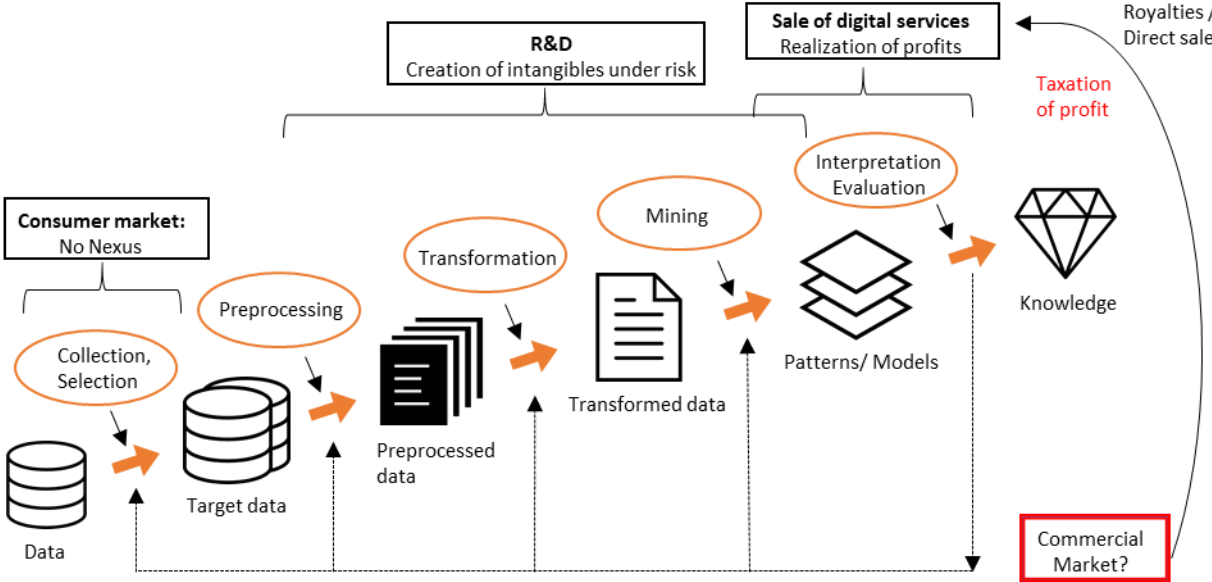 Sale of digital services
Realization of profits
Royalties /
Direct sale
R&D
Creation of intangibles under risk
Taxation
of profit
Interpretation
Evaluation
Consumer market:
No Nexus
Mining
Transformation
Preprocessing
Collection,
Selection
Knowledge
Patterns/ Models
Transformed data
Preprocessed
data
Target data
Data
Commercial
Market?